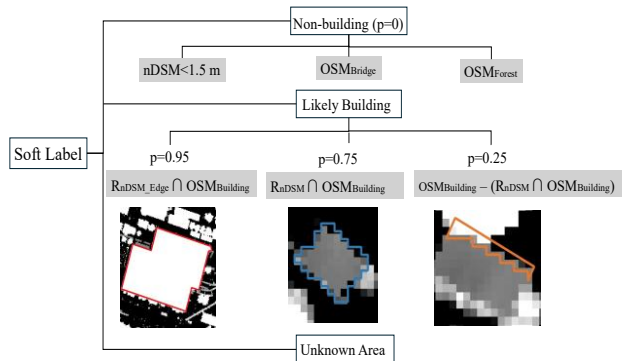 Non-building (p=0)
nDSM<1.5 m
OSMBridge
OSMForest
Likely Building
Soft Label
p=0.95
p=0.75
p=0.25
RnDSM_Edge ⋂ OSMBuilding
RnDSM ⋂ OSMBuilding
OSMBuilding – (RnDSM ⋂ OSMBuilding)
Unknown Area